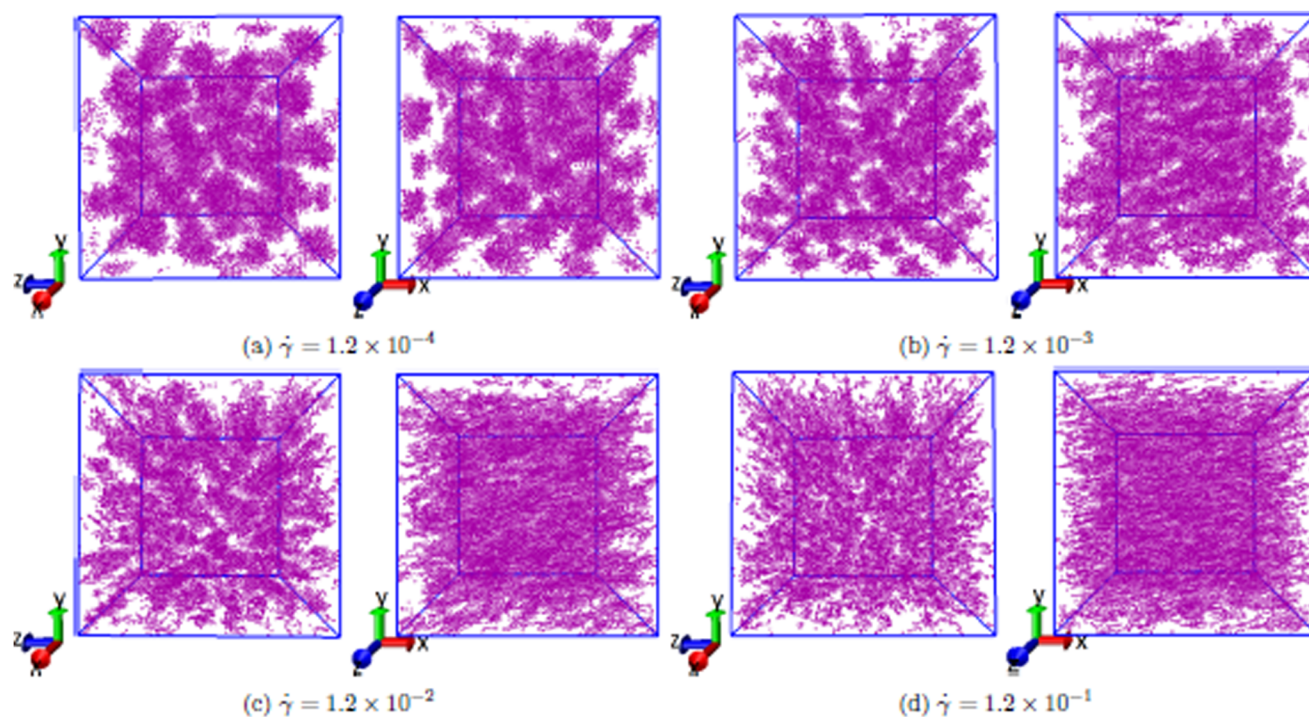 y y y y
z x z x
x z x z
(a) γ̇ = 1.2 × 10⁻⁴ (b) γ̇ = 1.2 × 10⁻³
y y y y
z x z x
x z
(c) γ̇ = 1.2 × 10⁻² (d) γ̇ = 1.2 × 10⁻¹